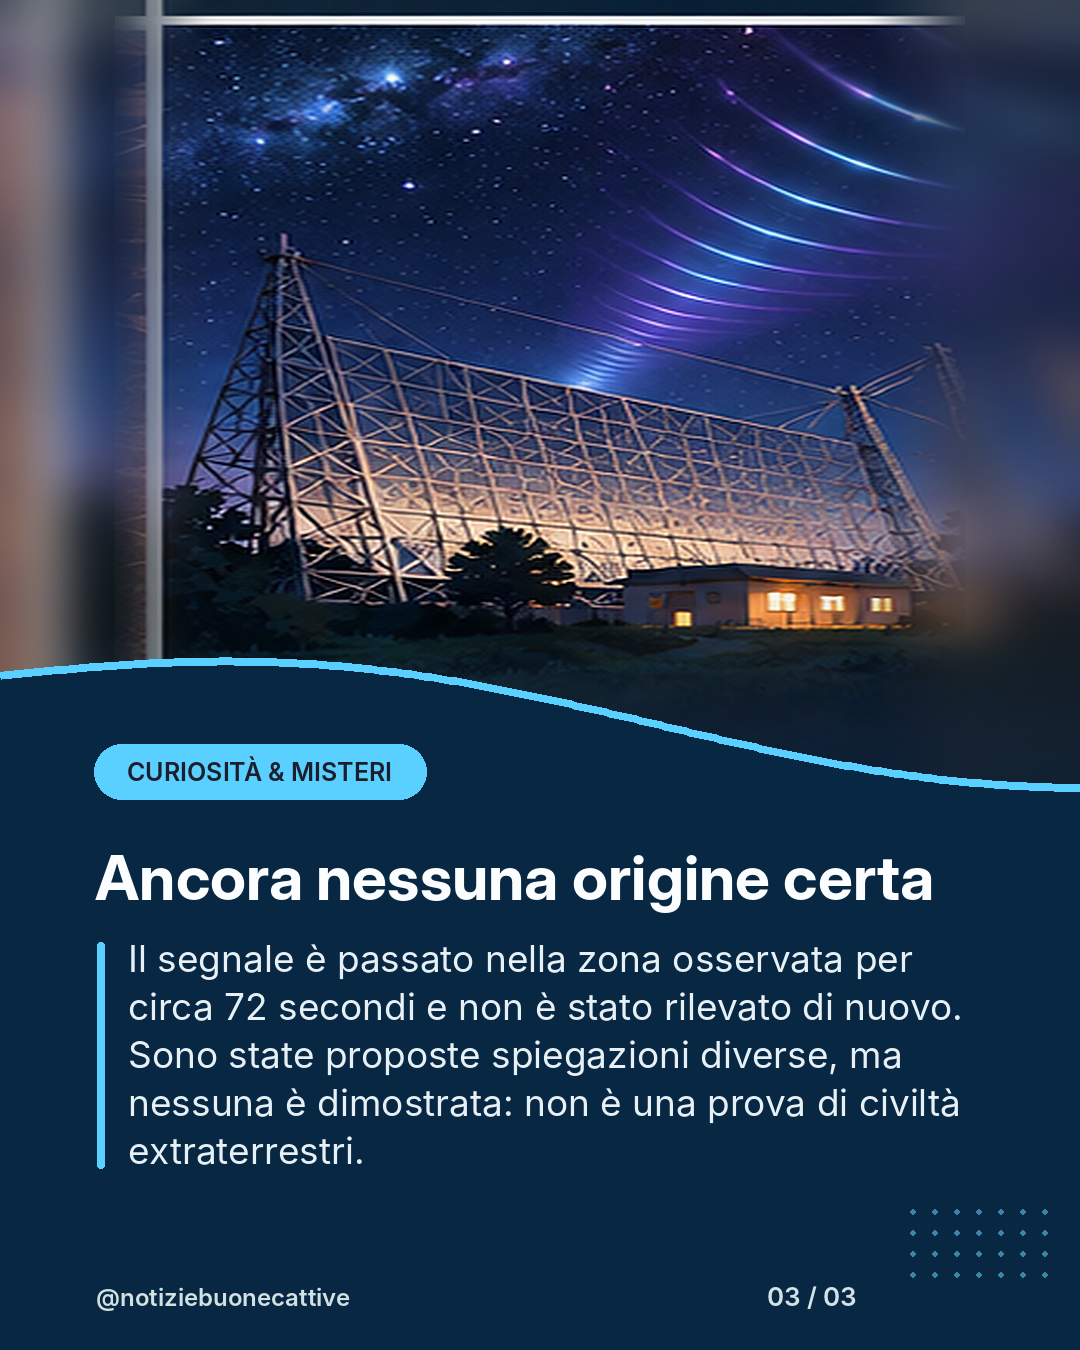 CURIOSITÀ & MISTERI
Ancora nessuna origine certa
Il segnale è passato nella zona osservata per
circa 72 secondi e non è stato rilevato di nuovo.
Sono state proposte spiegazioni diverse, ma
nessuna è dimostrata: non è una prova di civiltà
extraterrestri.
@notiziebuonecattive
03 / 03